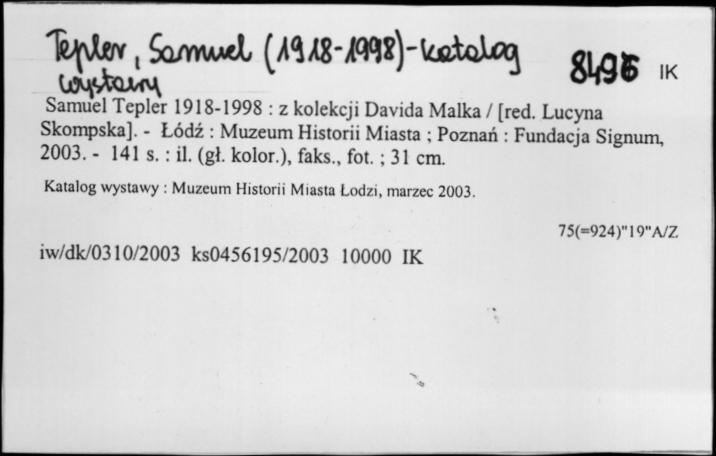 Tepler, Samuel (1918-1998)-katalog
wystawy
8496 IK
Samuel Tepler 1918-1998 : z kolekcji Davida Malka / [red. Lucyna
Skompska]. - Łódź : Muzeum Historii Miasta ; Poznań : Fundacja Signum,
2003. - 141 s. : il. (gł. kolor.), faks., fot. ; 31 cm.
Katalog wystawy : Muzeum Historii Miasta Łodzi, marzec 2003.
75(=924)"19"A/Z
iw/dk/0310/2003 ks0456195/2003 10000 IK